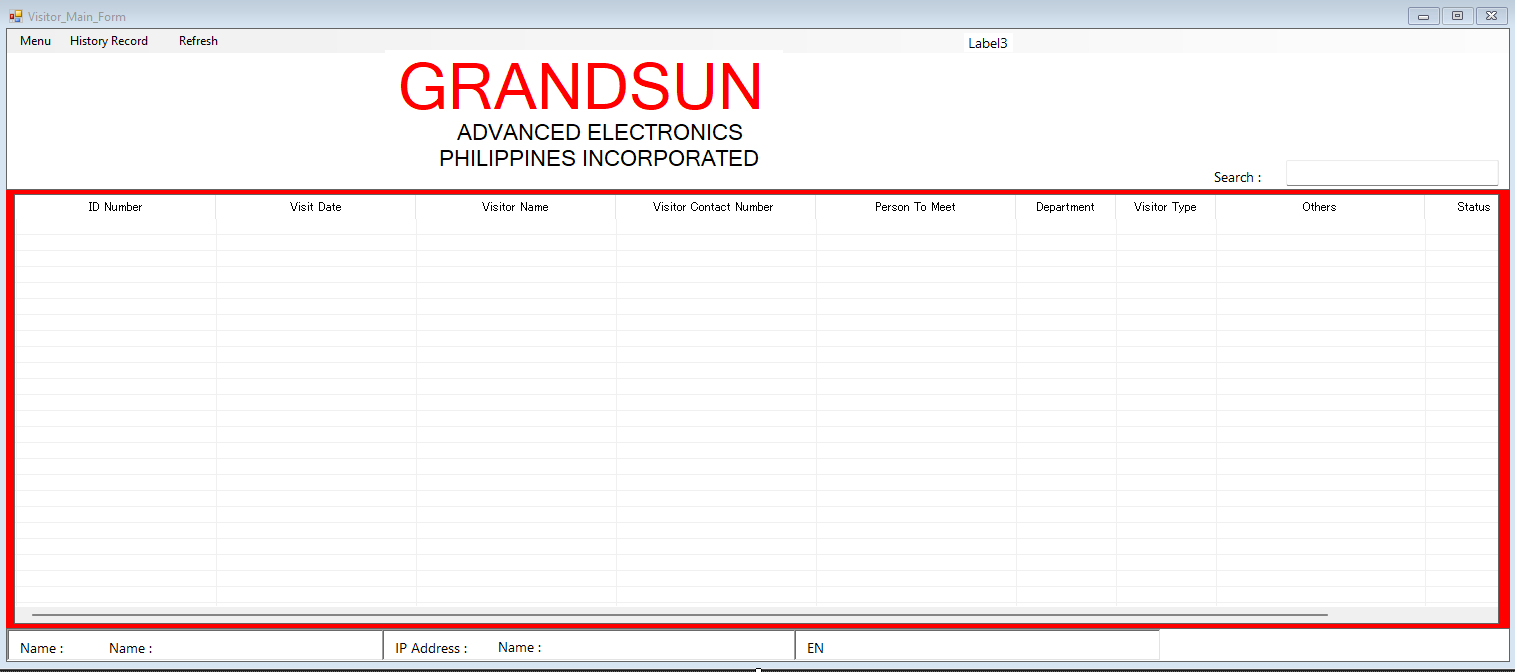 Visitor_Main_Form
Menu History Record Refresh Label3
GRANDSUN
ADVANCED ELECTRONICS
PHILIPPINES INCORPORATED
Search :
ID Number Visit Date Visitor Name Visitor Contact Number Person To Meet Department Visitor Type Others Status
Name : Name : IP Address : Name : EN